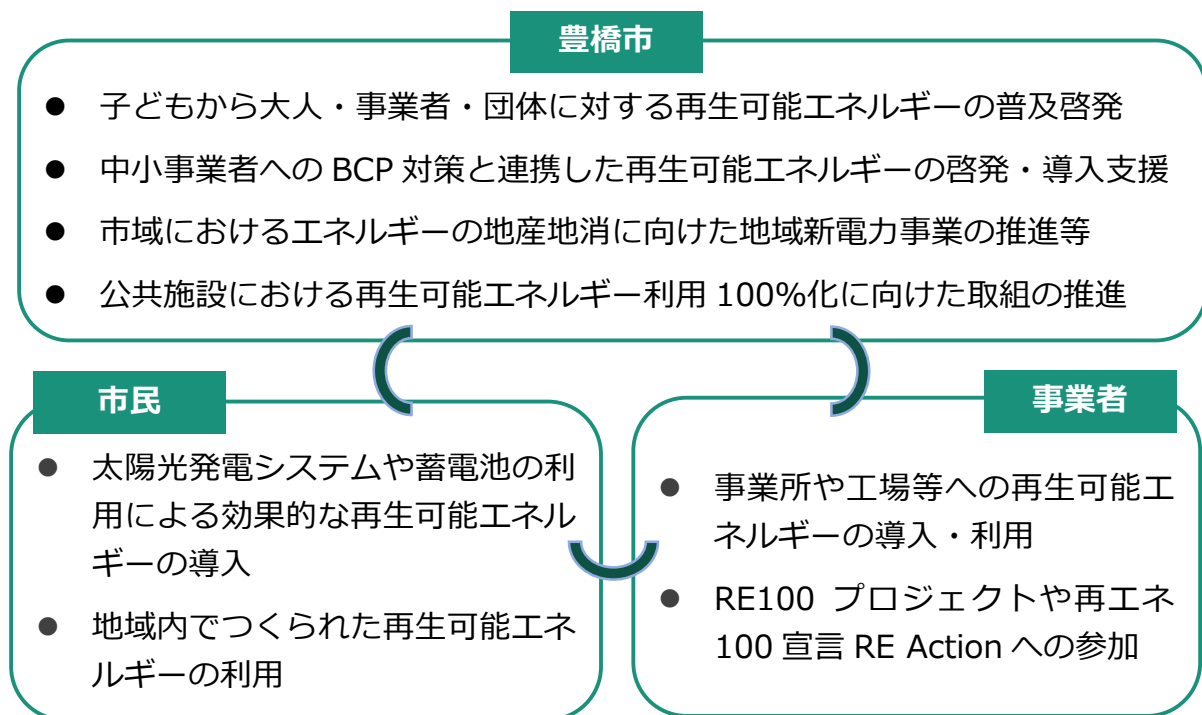 豊橋市
● 子どもから大人・事業者・団体に対する再生可能エネルギーの普及啓発
● 中小事業者への BCP 対策と連携した再生可能エネルギーの啓発・導入支援
● 市域におけるエネルギーの地産地消に向けた地域新電力事業の推進等
● 公共施設における再生可能エネルギー利用 100%化に向けた取組の推進
市民
● 太陽光発電システムや蓄電池の利
用による効果的な再生可能エネル
ギーの導入
● 地域内でつくられた再生可能エネ
ルギーの利用
事業者
● 事業所や工場等への再生可能エ
ネルギーの導入・利用
● RE100 プロジェクトや再エネ
100 宣言 RE Action への参加